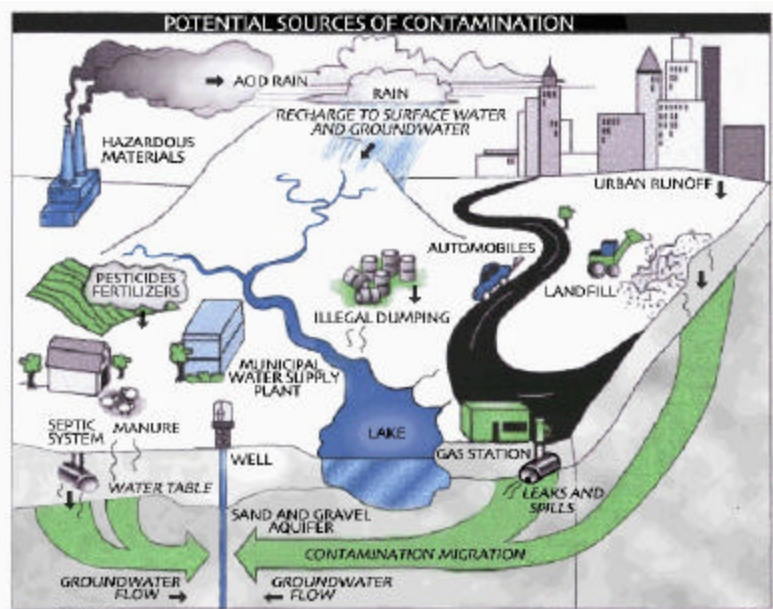 POTENTIAL SOURCES OF CONTAMINATION
ACID RAIN
RAIN
RECHARGE TO SURFACE WATER
AND GROUNDWATER
HAZARDOUS
MATERIALS
URBAN RUNOFF
AUTOMOBILES
LANDFILL
PESTICIDES
FERTILIZERS
ILLEGAL DUMPING
MUNICIPAL
WATER SUPPLY
PLANT
SEPTIC
SYSTEM
MANURE
LAKE
WELL
GAS STATION
WATER TABLE
LEAKS AND
SPILLS
SAND AND GRAVEL
AQUIFER
CONTAMINATION MIGRATION
GROUNDWATER
FLOW
GROUNDWATER
FLOW